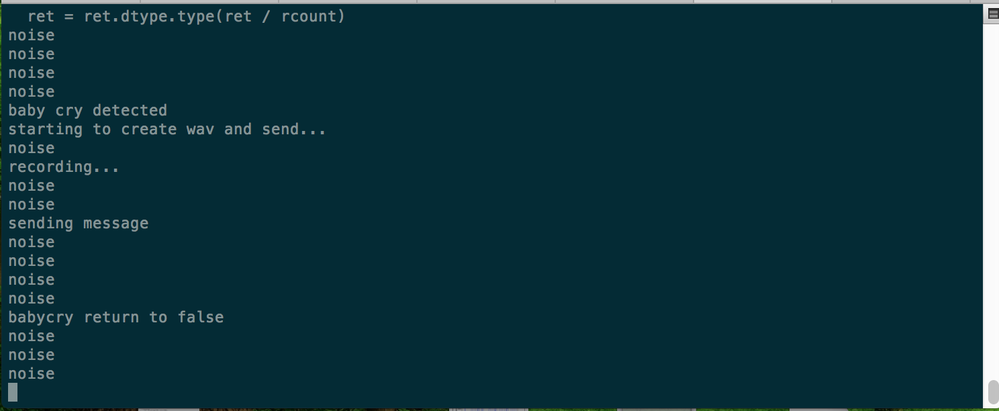 ret = ret.dtype.type(ret / rcount)
noise
noise
noise
noise
baby cry detected
starting to create wav and send...
noise
recording...
noise
noise
sending message
noise
noise
noise
noise
babycry return to false
noise
noise
noise